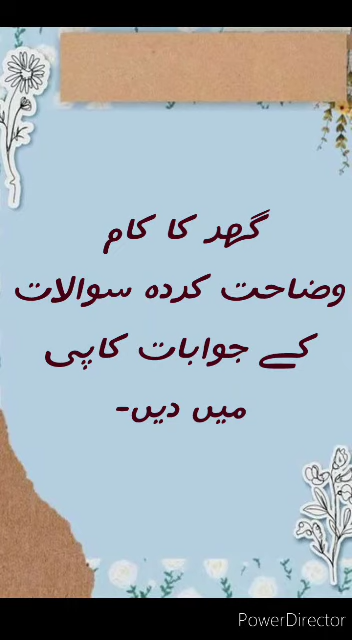 گھر کا کام
وضاحت کردہ سوالات
کے جوابات کاپی
میں دیں-
PowerDirector